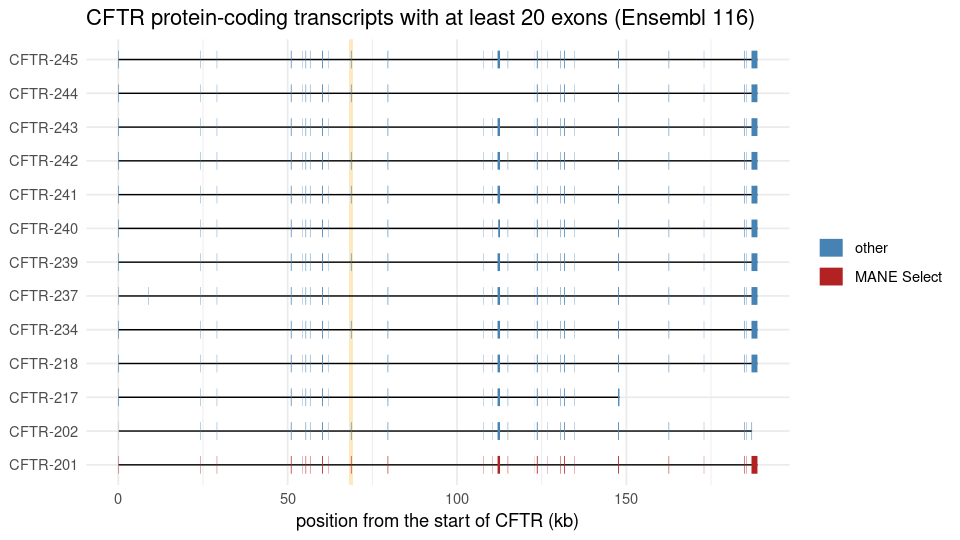 CFTR protein-coding transcripts with at least 20 exons (Ensembl 116)
CFTR-245
CFTR-244
CFTR-243
CFTR-242
CFTR-241
CFTR-240
CFTR-239
CFTR-237
CFTR-234
CFTR-218
CFTR-217
CFTR-202
CFTR-201
0 50 100 150
position from the start of CFTR (kb)
other
MANE Select